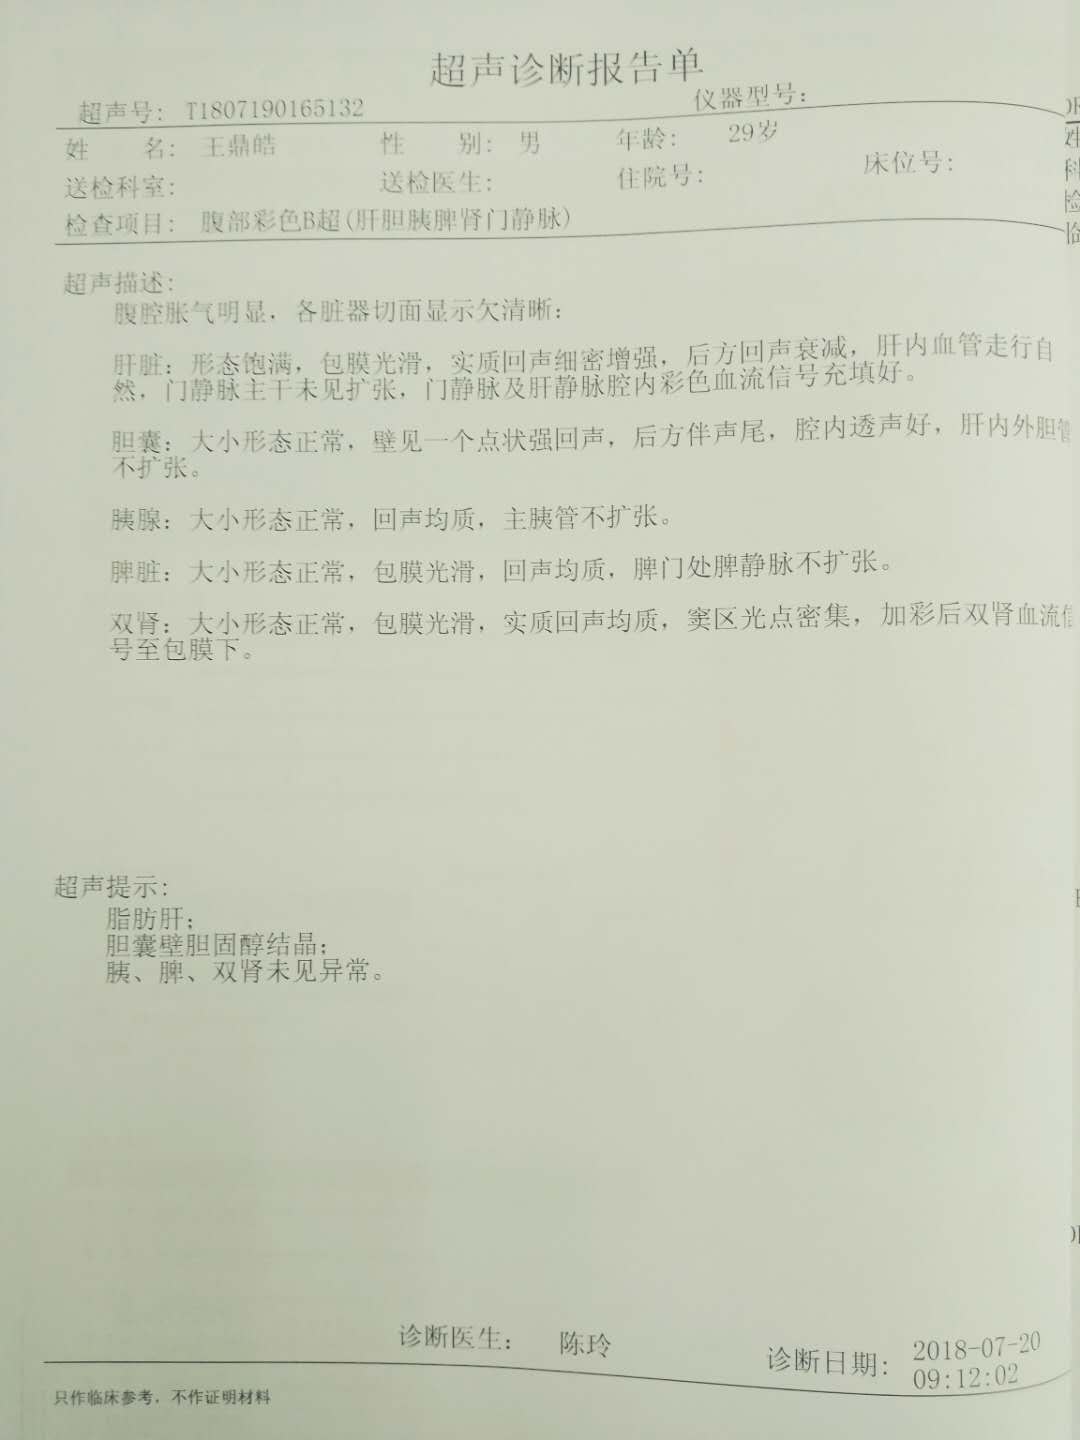 超声诊断报告单
超声号: T1807190165132
仪器型号:
姓 名: 王鼎皓 性 别: 男 年龄: 29岁
送检科室: 送检医生: 住院号: 床位号:
检查项目: 腹部彩色B超(肝胆胰脾肾门静脉)
超声描述:
腹腔胀气明显，各脏器切面显示欠清晰:
肝脏: 形态饱满，包膜光滑，实质回声细密增强，后方回声衰减，肝内血管走行自
然，门静脉主干未见扩张，门静脉及肝静脉腔内彩色血流信号充填好。
胆囊: 大小形态正常，壁见一个点状强回声，后方伴声尾，腔内透声好，肝内外胆管
不扩张。
胰腺: 大小形态正常，回声均质，主胰管不扩张。
脾脏: 大小形态正常，包膜光滑，回声均质，脾门处脾静脉不扩张。
双肾: 大小形态正常，包膜光滑，实质回声均质，窦区光点密集，加彩后双肾血流信
号至包膜下。
超声提示:
脂肪肝;
胆囊壁胆固醇结晶;
胰、脾、双肾未见异常。
诊断医生: 陈玲
诊断日期: 2018-07-20
09:12:02
只作临床参考，不作证明材料
姓
科
检
临